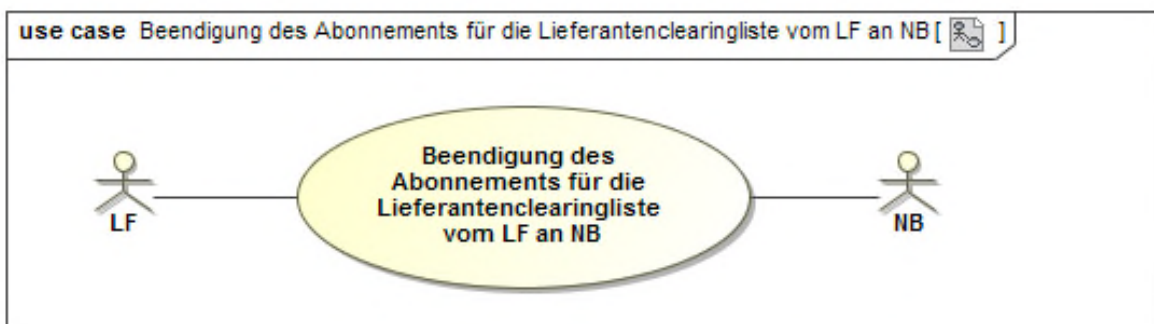 use case Beendigung des Abonnements für die Lieferantenclearingliste vom LF an NB [ ]
Beendigung des
Abonnements für die
Lieferantenclearingliste
vom LF an NB
LF
NB